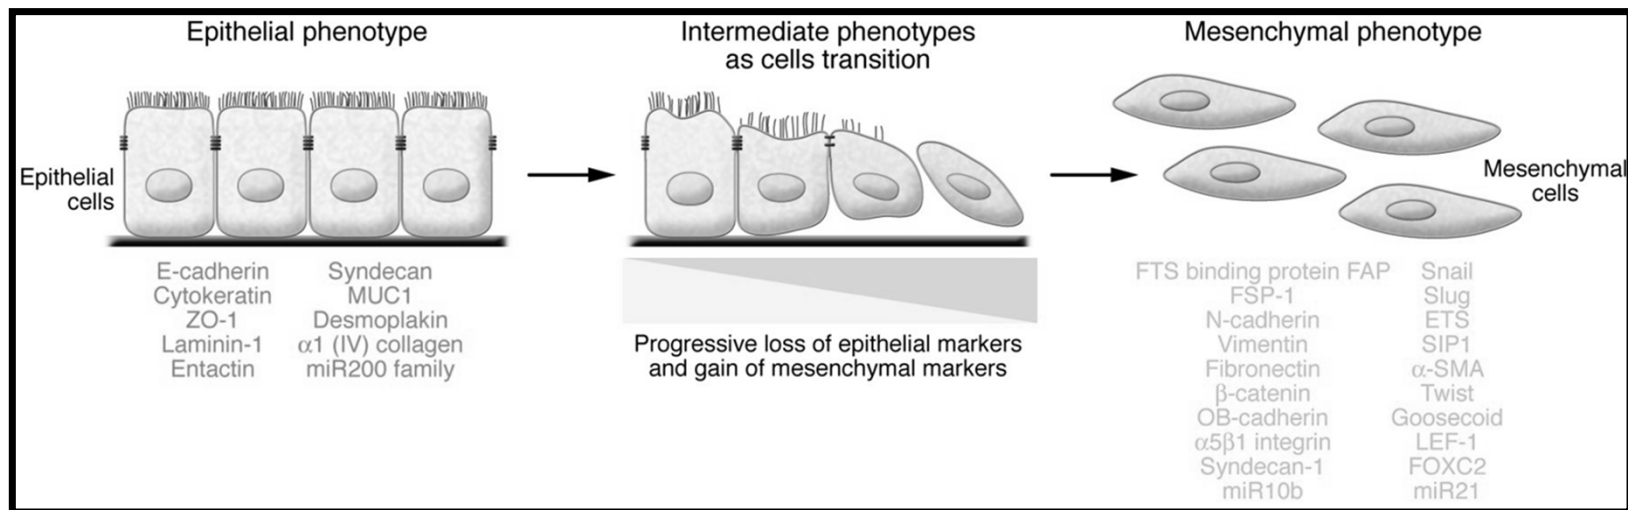 Epithelial phenotype
Intermediate phenotypes
as cells transition
Mesenchymal phenotype
Epithelial
cells
Mesenchymal
cells
E-cadherin
Cytokeratin
ZO-1
Laminin-1
Entactin
Syndecan
MUC1
Desmoplakin
α1 (IV) collagen
miR200 family
Progressive loss of epithelial markers
and gain of mesenchymal markers
FTS binding protein FAP
FSP-1
N-cadherin
Vimentin
Fibronectin
β-catenin
OB-cadherin
α5β1 integrin
Syndecan-1
miR10b
Snail
Slug
ETS
SIP1
α-SMA
Twist
Goosecoid
LEF-1
FOXC2
miR21